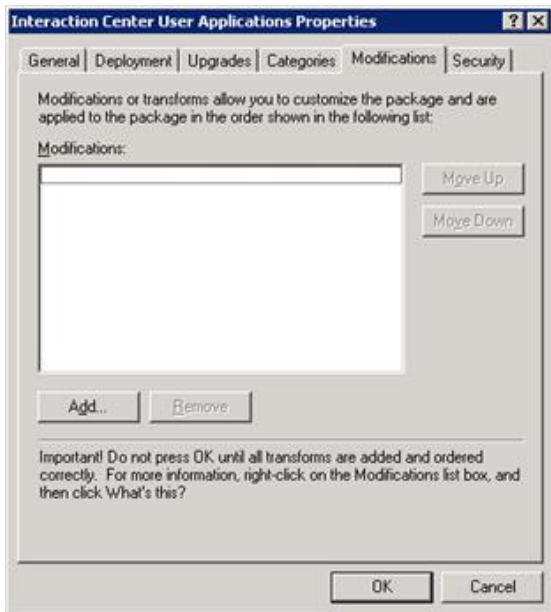 Interaction Center User Applications Properties
General Deployment Upgrades Categories Modifications Security
Modifications or transforms allow you to customize the package and are
applied to the package in the order shown in the following list:
Modifications:
Move Up
Move Down
Add... Remove
Important! Do not press OK until all transforms are added and ordered
correctly. For more information, right-click on the Modifications list box, and
then click What's this?
OK Cancel